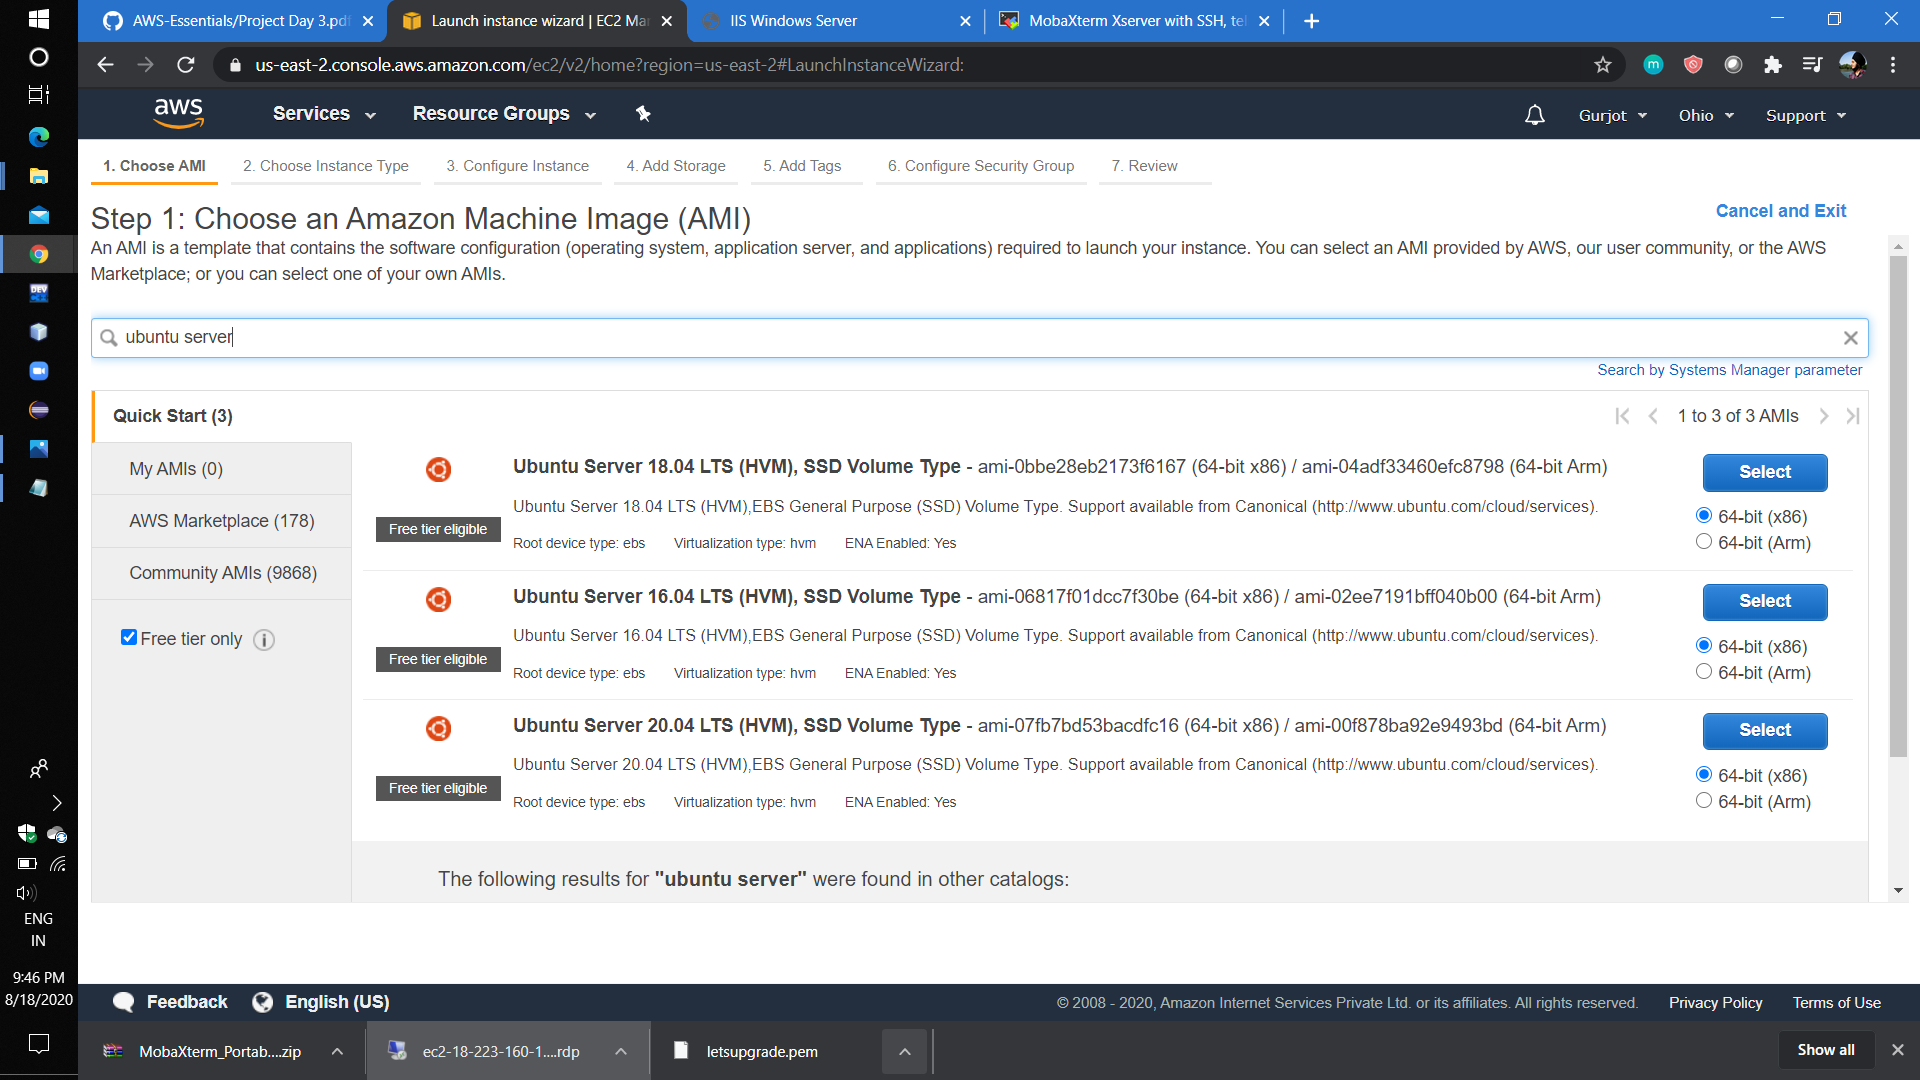 AWS-Essentials/Project Day 3.pdf
Launch instance wizard | EC2 Ma
IIS Windows Server
MobaXterm Xserver with SSH, tel
us-east-2.console.aws.amazon.com/ec2/v2/home?region=us-east-2#LaunchInstanceWizard:
m
aws
Services
Resource Groups
Gurjot
Ohio
Support
1. Choose AMI
2. Choose Instance Type
3. Configure Instance
4. Add Storage
5. Add Tags
6. Configure Security Group
7. Review
Step 1: Choose an Amazon Machine Image (AMI)
Cancel and Exit
An AMI is a template that contains the software configuration (operating system, application server, and applications) required to launch your instance. You can select an AMI provided by AWS, our user community, or the AWS
Marketplace; or you can select one of your own AMIs.
ubuntu server
Search by Systems Manager parameter
Quick Start (3)
1 to 3 of 3 AMIs
My AMIs (0)
AWS Marketplace (178)
Community AMIs (9868)
Free tier only
Ubuntu Server 18.04 LTS (HVM), SSD Volume Type - ami-0bbe28eb2173f6167 (64-bit x86) / ami-04adf33460efc8798 (64-bit Arm)
Select
Ubuntu Server 18.04 LTS (HVM),EBS General Purpose (SSD) Volume Type. Support available from Canonical (http://www.ubuntu.com/cloud/services).
64-bit (x86)
Free tier eligible
Root device type: ebs
Virtualization type: hvm
ENA Enabled: Yes
64-bit (Arm)
Ubuntu Server 16.04 LTS (HVM), SSD Volume Type - ami-06817f01dcc7f30be (64-bit x86) / ami-02ee7191bff040b00 (64-bit Arm)
Select
Ubuntu Server 16.04 LTS (HVM),EBS General Purpose (SSD) Volume Type. Support available from Canonical (http://www.ubuntu.com/cloud/services).
64-bit (x86)
Free tier eligible
Root device type: ebs
Virtualization type: hvm
ENA Enabled: Yes
64-bit (Arm)
Ubuntu Server 20.04 LTS (HVM), SSD Volume Type - ami-07fb7bd53bacdfc16 (64-bit x86) / ami-00f878ba92e9493bd (64-bit Arm)
Select
Ubuntu Server 20.04 LTS (HVM),EBS General Purpose (SSD) Volume Type. Support available from Canonical (http://www.ubuntu.com/cloud/services).
64-bit (x86)
Free tier eligible
Root device type: ebs
Virtualization type: hvm
ENA Enabled: Yes
64-bit (Arm)
The following results for "ubuntu server" were found in other catalogs:
Feedback
English (US)
© 2008 - 2020, Amazon Internet Services Private Ltd. or its affiliates. All rights reserved.
Privacy Policy
Terms of Use
MobaXterm_Portab....zip
ec2-18-223-160-1....rdp
letsupgrade.pem
Show all
DEV
C++
ENG
IN
9:46 PM
8/18/2020